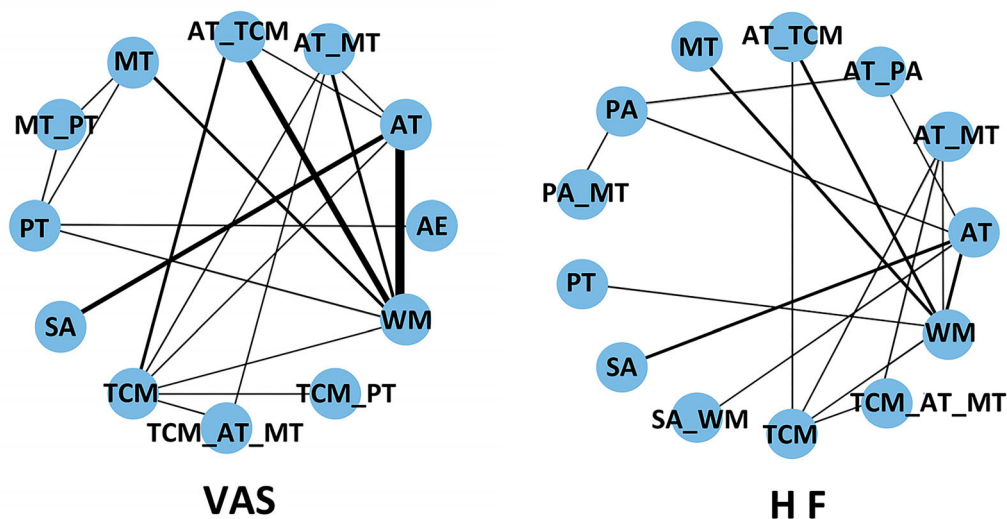 AT_TCM
AT_MT
MT
AT
MT_PT
PT
AE
SA
WM
TCM
TCM_PT
TCM_AT_MT
VAS
MT
AT_TCM
AT_PA
PA
AT_MT
PA_MT
AT
PT
WM
SA
SA_WM
TCM_AT_MT
TCM
H F